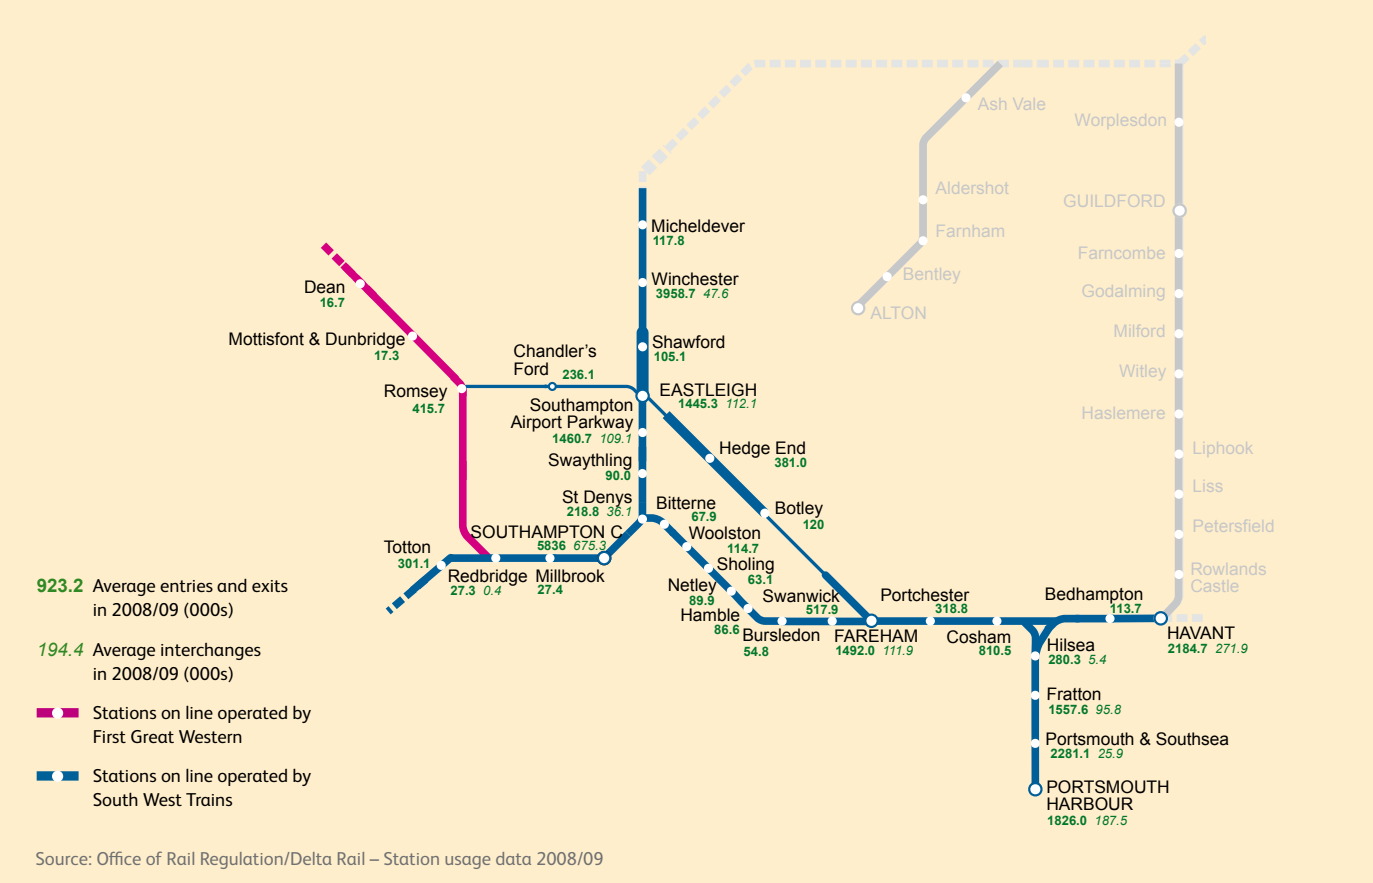 Ash Vale
Worplesdon
Aldershot
GUILDFORD
Farnham
Micheldever
117.8
Farncombe
Bentley
Winchester
3958.7 47.6
Dean
16.7
Godalming
ALTON
Milford
Mottisfont & Dunbridge
17.3
Shawford
105.1
Chandler's
Ford 236.1
Witley
Romsey
415.7
EASTLEIGH
1445.3 112.1
Southampton
Airport Parkway
1460.7 109.1
Haslemere
Hedge End
381.0
Liphook
Swaythling
90.0
Liss
St Denys
218.8 36.1
Bitterne
67.9
Botley
120
Petersfield
SOUTHAMPTON C
5836 675.3
Woolston
114.7
Totton
301.1
Sholing
63.1
Rowlands
Castle
Redbridge
27.3 0.4
Millbrook
27.4
Netley
89.9
Swanwick
517.9
Portchester
318.8
Bedhampton
113.7
Hamble
86.6
Bursledon
54.8
FAREHAM
1492.0 111.9
Cosham
810.5
HAVANT
2184.7 271.9
Hilsea
280.3 5.4
Fratton
1557.6 95.8
Portsmouth & Southsea
2281.1 25.9
PORTSMOUTH
HARBOUR
1826.0 187.5
923.2 Average entries and exits
in 2008/09 (000s)
194.4 Average interchanges
in 2008/09 (000s)
Stations on line operated by
First Great Western
Stations on line operated by
South West Trains
Source: Office of Rail Regulation/Delta Rail – Station usage data 2008/09